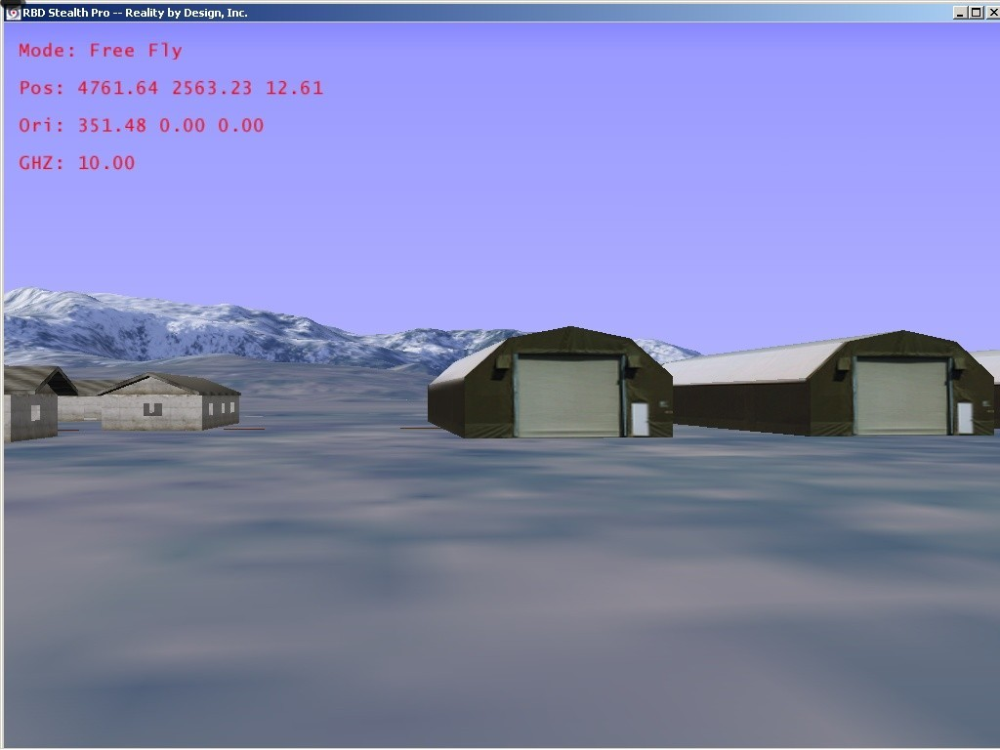 RBD Stealth Pro -- Reality by Design, Inc.
Mode: Free Fly
Pos: 4761.64 2563.23 12.61
Ori: 351.48 0.00 0.00
GHZ: 10.00